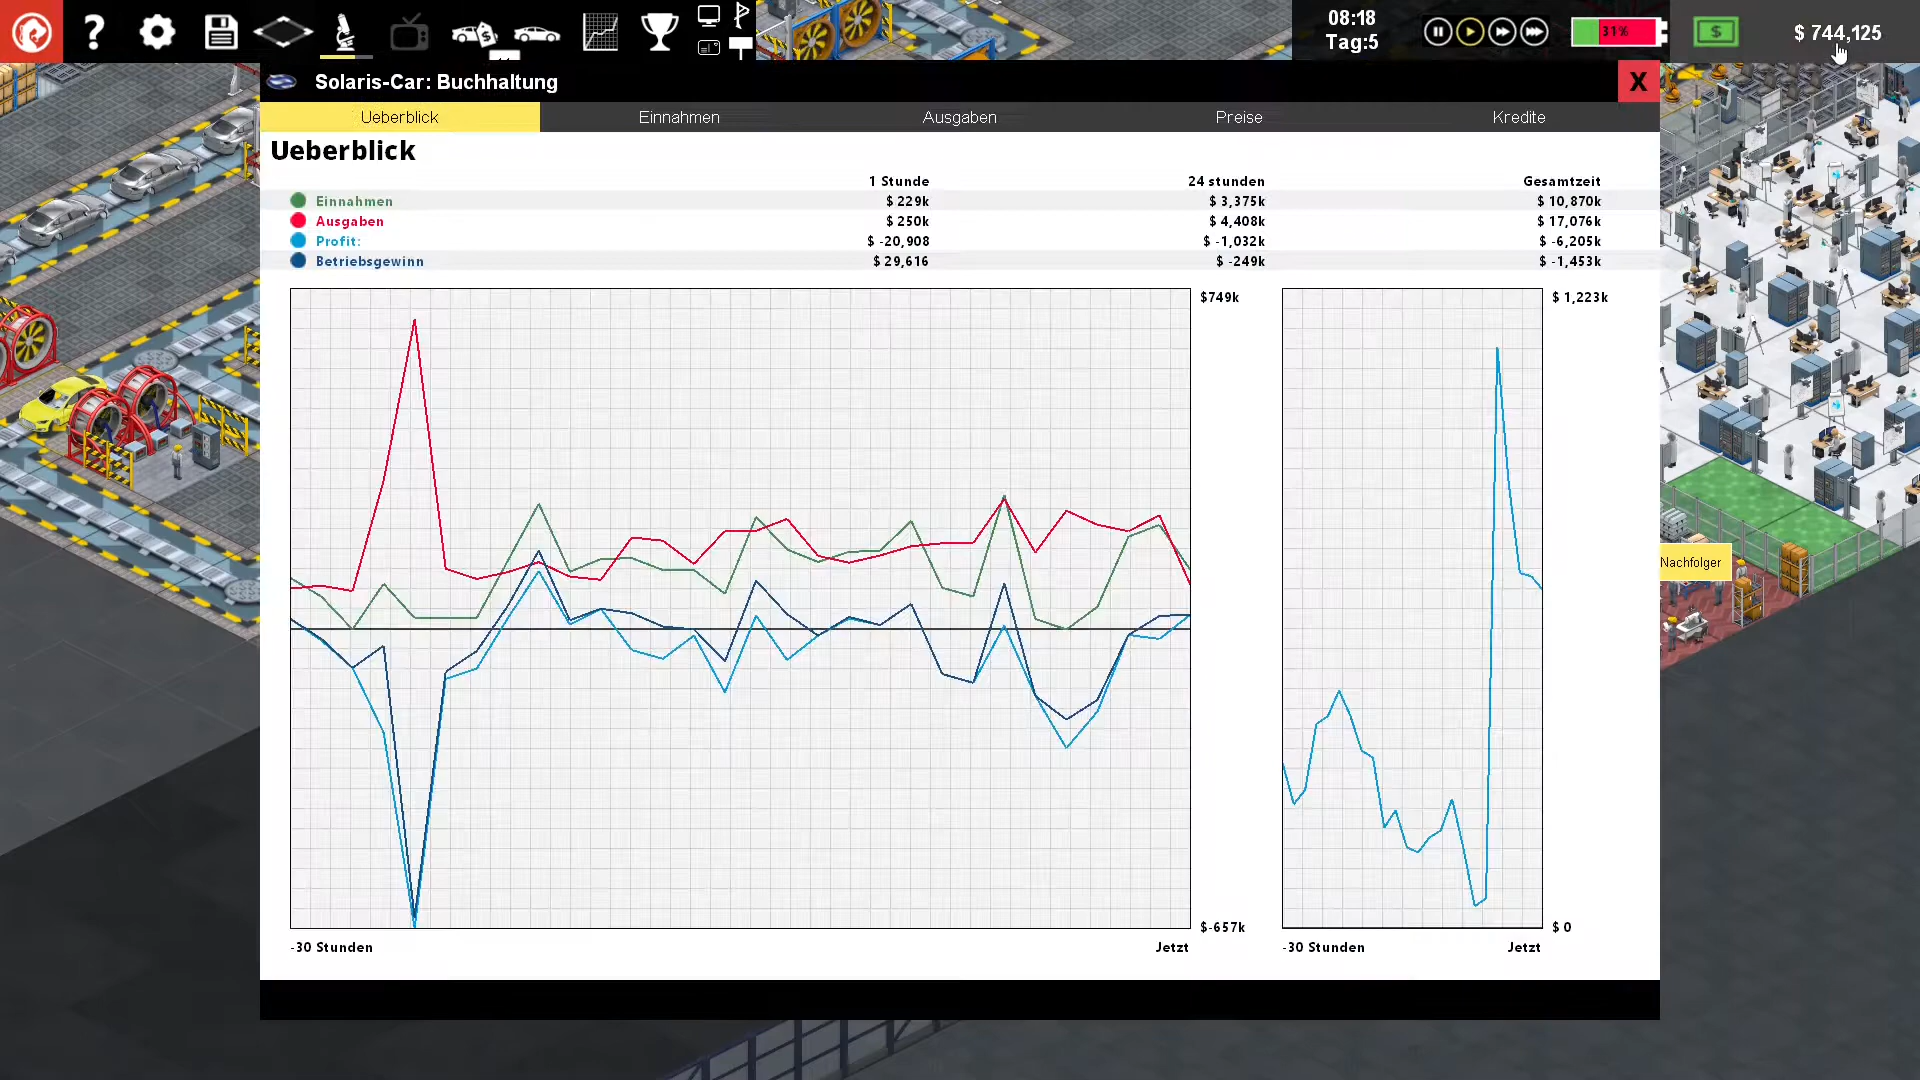 ?
08:18
Tag:5
31%
$
$ 744,125
Solaris-Car: Buchhaltung
X
Ueberblick
Einnahmen
Ausgaben
Preise
Kredite
Ueberblick
1 Stunde
24 stunden
Gesamtzeit
Einnahmen
$ 229k
$ 3,375k
$ 10,870k
Ausgaben
$ 250k
$ 4,408k
$ 17,076k
Profit:
$ -20,908
$ -1,032k
$ -6,205k
Betriebsgewinn
$ 29,616
$ -249k
$ -1,453k
$749k
$ 1,223k
Nachfolger
$-657k
$ 0
-30 Stunden
Jetzt
-30 Stunden
Jetzt